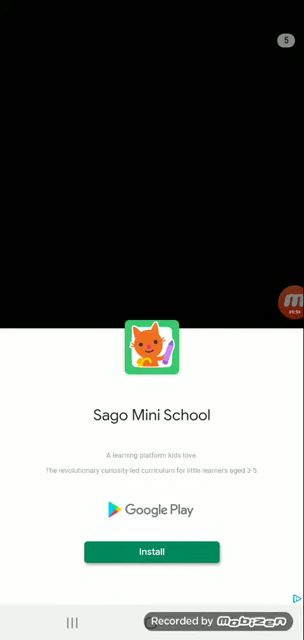 5
Sago Mini School
A learning platform kids love.
The revolutionary curiosity-led curriculum for little learners aged 3-5.
Google Play
Install
Recorded by mobizen